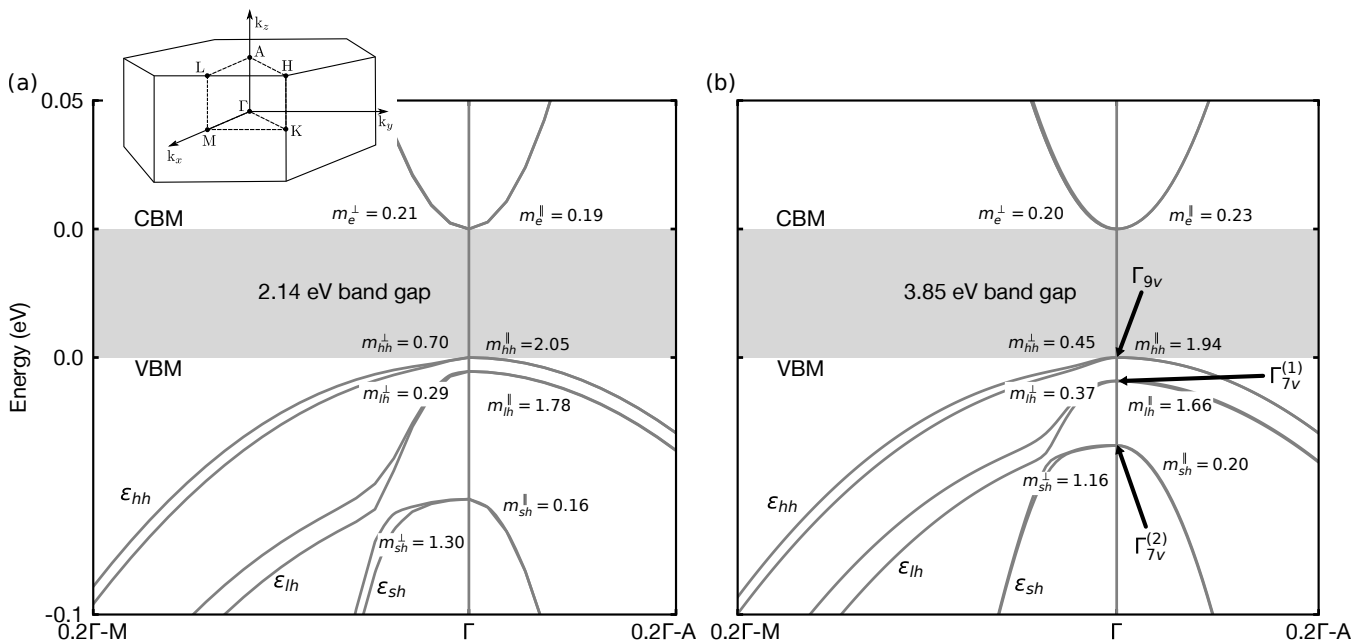 (a)
k_z
A
L
H
Γ
k_y
M
K
k_x
0.05
0.0
0.0
-0.1
Energy (eV)
CBM
m_e^⊥ = 0.21
m_e^∥ = 0.19
2.14 eV band gap
VBM
m_hh^⊥ = 0.70
m_hh^∥ = 2.05
m_lh^⊥ = 0.29
m_lh^∥ = 1.78
m_sh^∥ = 0.16
m_sh^⊥ = 1.30
ε_hh
ε_lh
ε_sh
0.2Γ-M
Γ
0.2Γ-A
(b)
CBM
m_e^⊥ = 0.20
m_e^∥ = 0.23
3.85 eV band gap
Γ_9v
VBM
m_hh^⊥ = 0.45
m_hh^∥ = 1.94
Γ_7v^(1)
m_lh^⊥ = 0.37
m_lh^∥ = 1.66
m_sh^∥ = 0.20
m_sh^⊥ = 1.16
Γ_7v^(2)
ε_hh
ε_lh
ε_sh
0.2Γ-M
Γ
0.2Γ-A